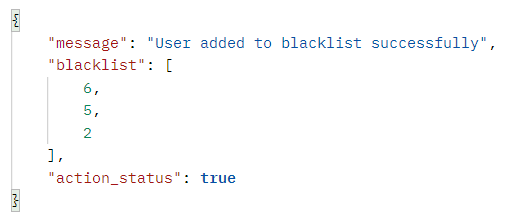 {
    "message": "User added to blacklist successfully",
    "blacklist": [
        6,
        5,
        2
    ],
    "action_status": true
}